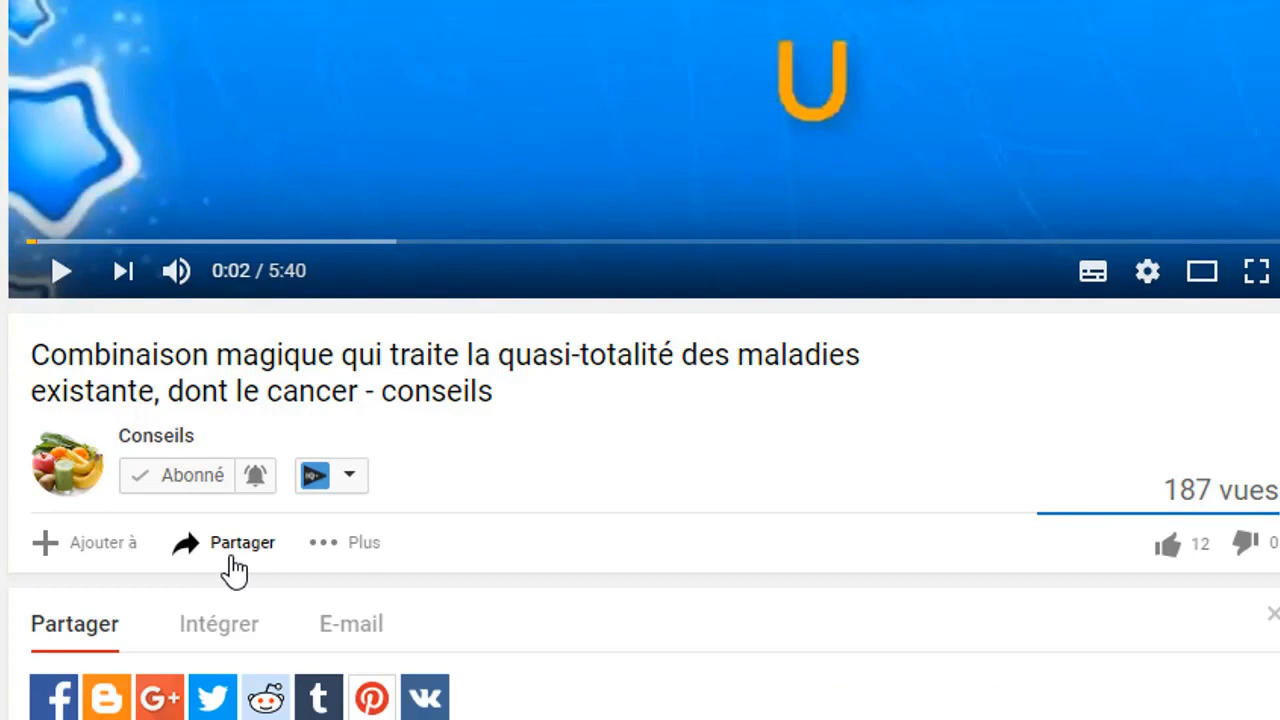 U
0:02 / 5:40
Combinaison magique qui traite la quasi-totalité des maladies
existante, dont le cancer - conseils
Conseils
Abonné
187 vues
Ajouter à Partager Plus
12 0
Partager Intégrer E-mail
f G+ t